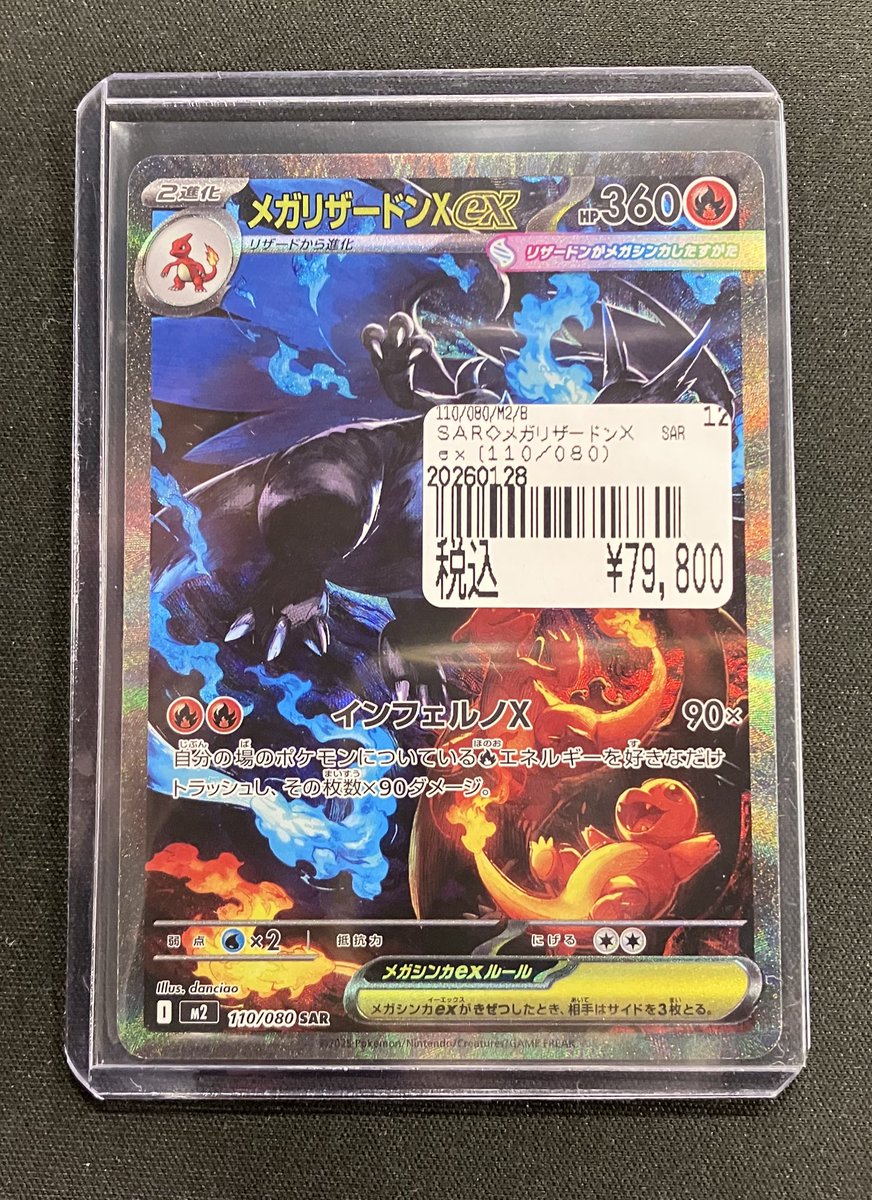 2進化
メガリザードンXex
HP360
リザードから進化
リザードンがメガシンカしたすがた
110/080/M2/B
12
SAR◇メガリザードンX SAR
ex(110/080)
20260128
税込 ¥79,800
インフェルノX 90×
自分の場のポケモンについているエネルギーを好きなだけ
トラッシュし、その枚数×90ダメージ。
弱点 ×2 抵抗力 にげる
メガシンカexルール
メガシンカexがきぜつしたとき、相手はサイドを3枚とる。
Illus. danciao
I M2 110/080 SAR
©2025 Pokémon/Nintendo/Creatures/GAME FREAK